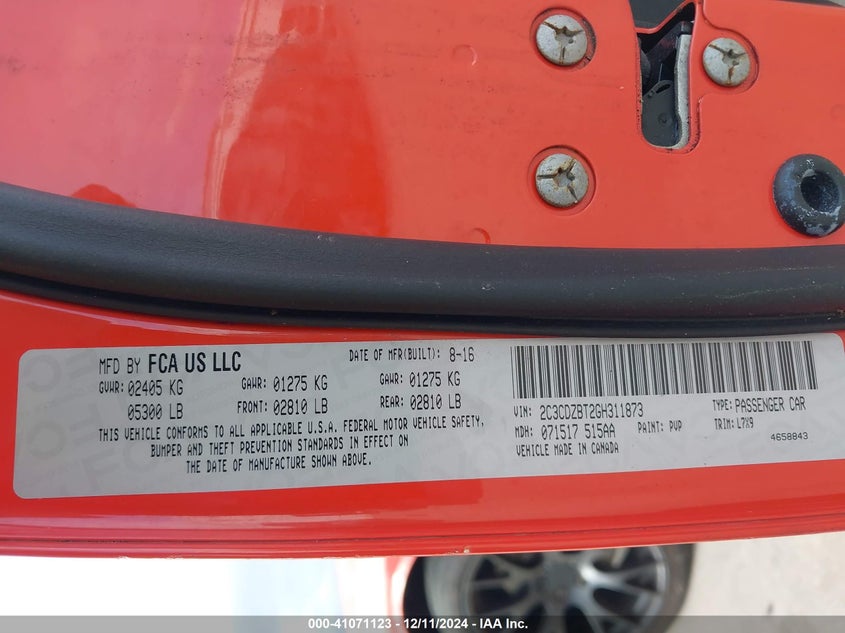 MFD BY FCA US LLC DATE OF MFR(BUILT): 8-16
GVWR: 02405 KG GAWR: 01275 KG GAWR: 01275 KG
05300 LB FRONT: 02810 LB REAR: 02810 LB
THIS VEHICLE CONFORMS TO ALL APPLICABLE U.S.A. FEDERAL MOTOR VEHICLE SAFETY,
BUMPER AND THEFT PREVENTION STANDARDS IN EFFECT ON
THE DATE OF MANUFACTURE SHOWN ABOVE.
VIN: 2C3CDZBT2GH311873 TYPE: PASSENGER CAR
MDH: 071517 515AA PAINT: PVP TRIM: L7X9
VEHICLE MADE IN CANADA 4658843
000-41071123 - 12/11/2024 - IAA Inc.